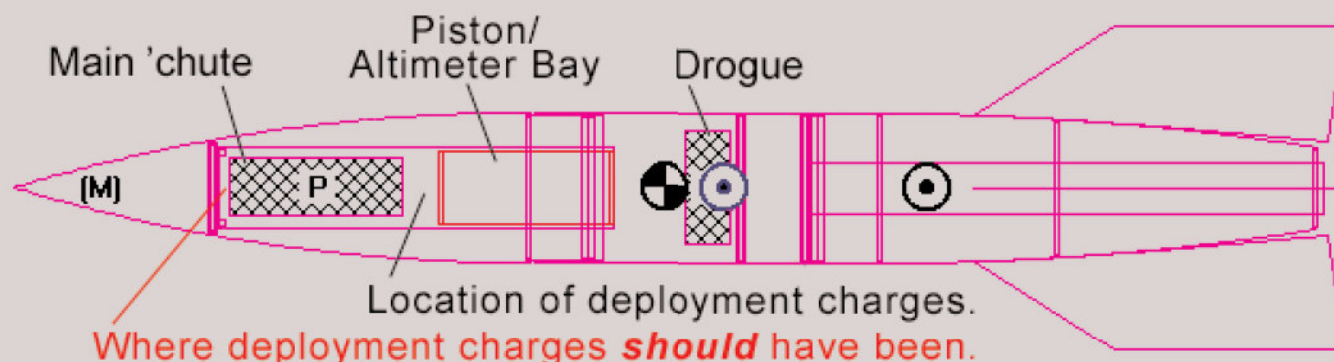 Piston/
Main ’chute Altimeter Bay Drogue
(M)
P
Location of deployment charges.
Where deployment charges should have been.